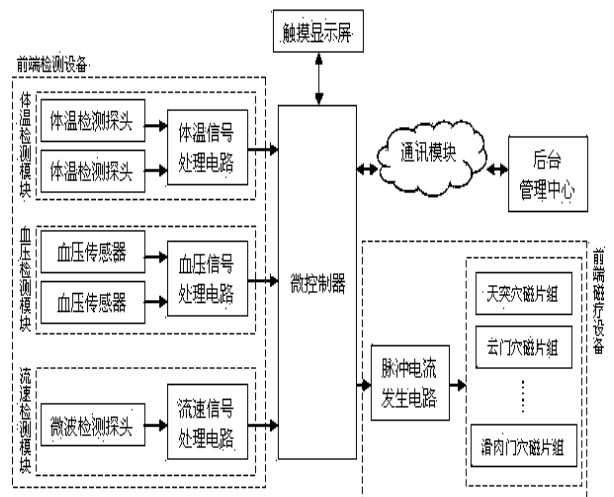 触摸显示屏
前端检测设备
体温检测模块
体温检测探头
体温检测探头
体温信号
处理电路
血压检测模块
血压传感器
血压传感器
血压信号
处理电路
流速检测模块
微波检测探头
流速信号
处理电路
微控制器
通讯模块
后台
管理中心
脉冲电流
发生电路
前端磁疗设备
天突穴磁片组
云门穴磁片组
滑肉门穴磁片组